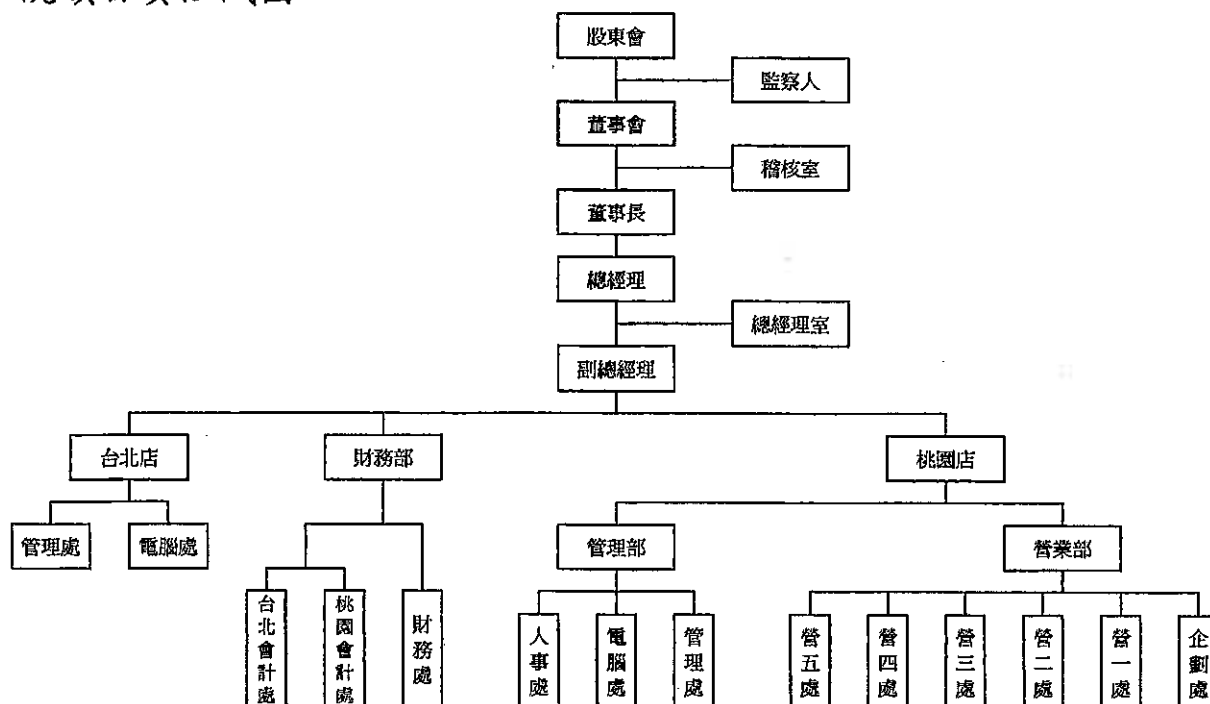 股東會
監察人
董事會
稽核室
董事長
總經理
總經理室
副總經理
台北店
財務部
桃園店
管理處
電腦處
管理部
營業部
台北會計處
桃園會計處
財務處
人事處
電腦處
管理處
營五處
營四處
營三處
營二處
營一處
企劃處